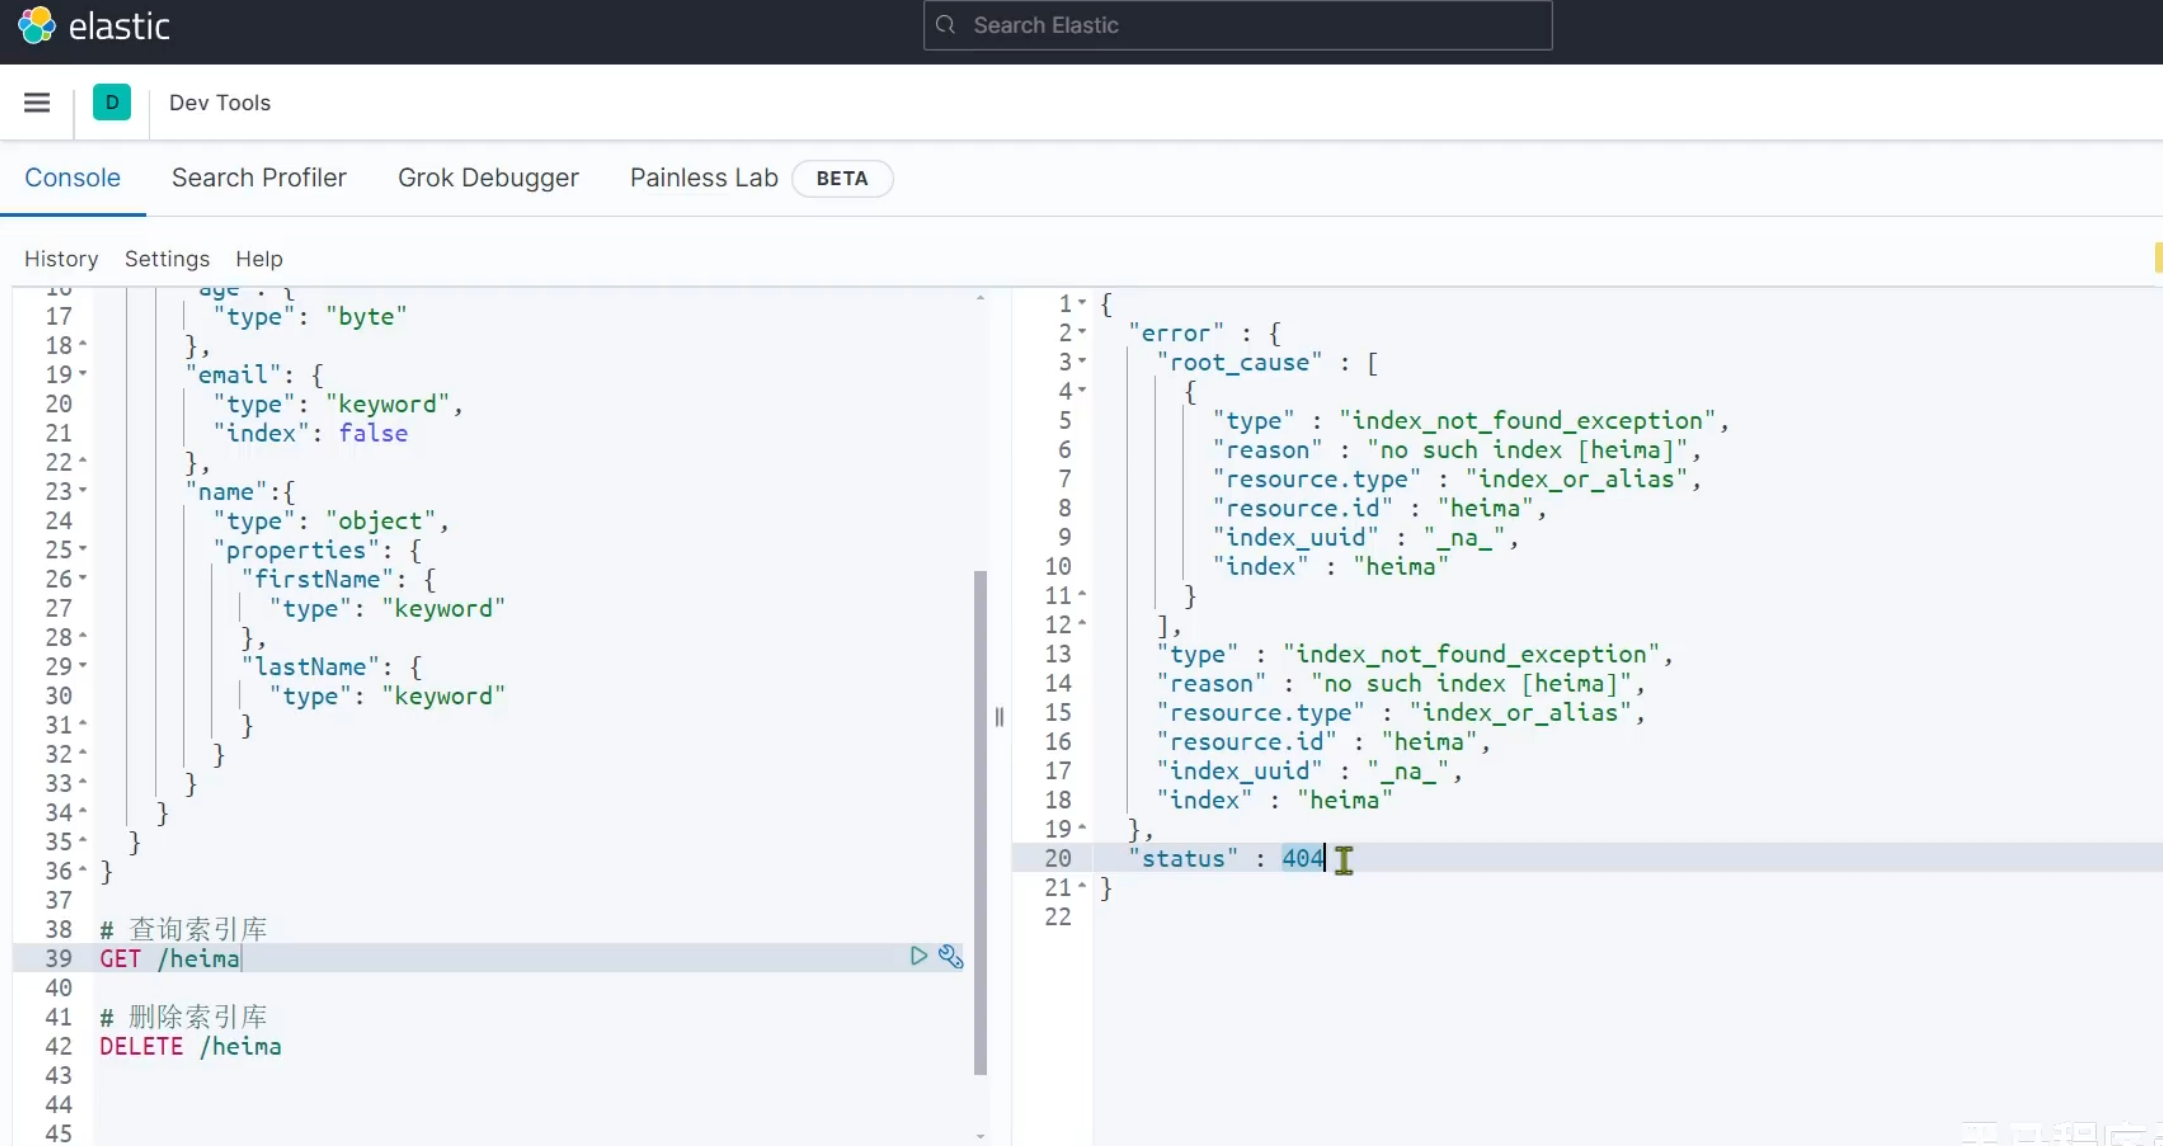 elastic
Search Elastic
D
Dev Tools
Console
Search Profiler
Grok Debugger
Painless Lab
BETA
History
Settings
Help
16 "age": {
17 "type": "byte"
18 },
19 "email": {
20 "type": "keyword",
21 "index": false
22 },
23 "name":{
24 "type": "object",
25 "properties": {
26 "firstName": {
27 "type": "keyword"
28 },
29 "lastName": {
30 "type": "keyword"
31 }
32 }
33 }
34 }
35 }
36 }
37
38 # 查询索引库
39 GET /heima
40
41 # 删除索引库
42 DELETE /heima
43
44
45
1 {
2 "error" : {
3 "root_cause" : [
4 {
5 "type" : "index_not_found_exception",
6 "reason" : "no such index [heima]",
7 "resource.type" : "index_or_alias",
8 "resource.id" : "heima",
9 "index_uuid" : "_na_",
10 "index" : "heima"
11 }
12 ],
13 "type" : "index_not_found_exception",
14 "reason" : "no such index [heima]",
15 "resource.type" : "index_or_alias",
16 "resource.id" : "heima",
17 "index_uuid" : "_na_",
18 "index" : "heima"
19 },
20 "status" : 404
21 }
22